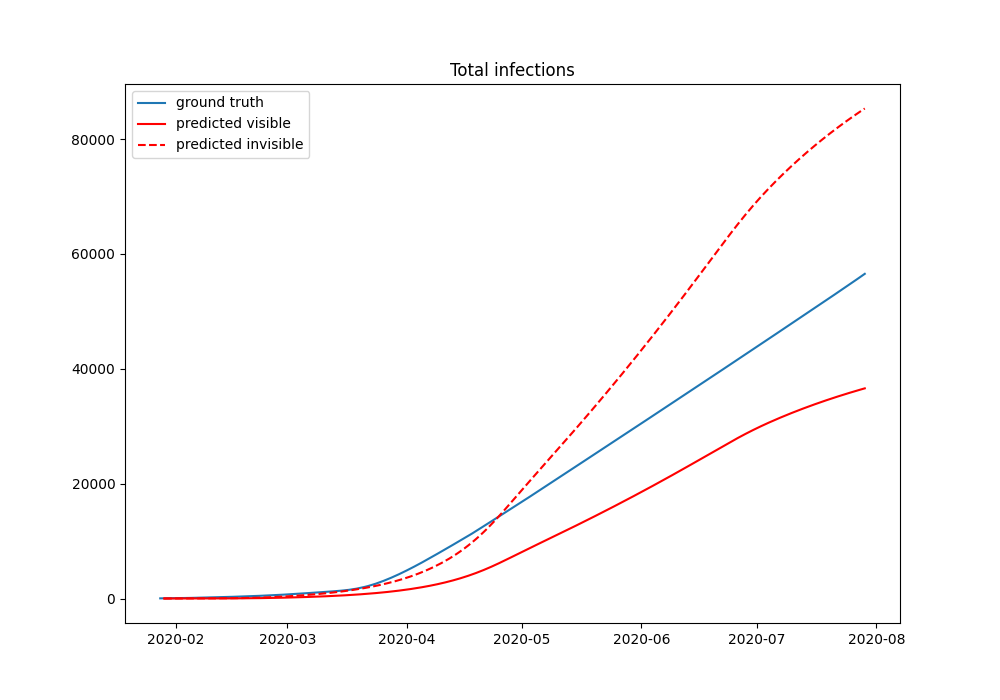 Total infections
ground truth
predicted visible
predicted invisible
80000
60000
40000
20000
0
2020-02 2020-03 2020-04 2020-05 2020-06 2020-07 2020-08